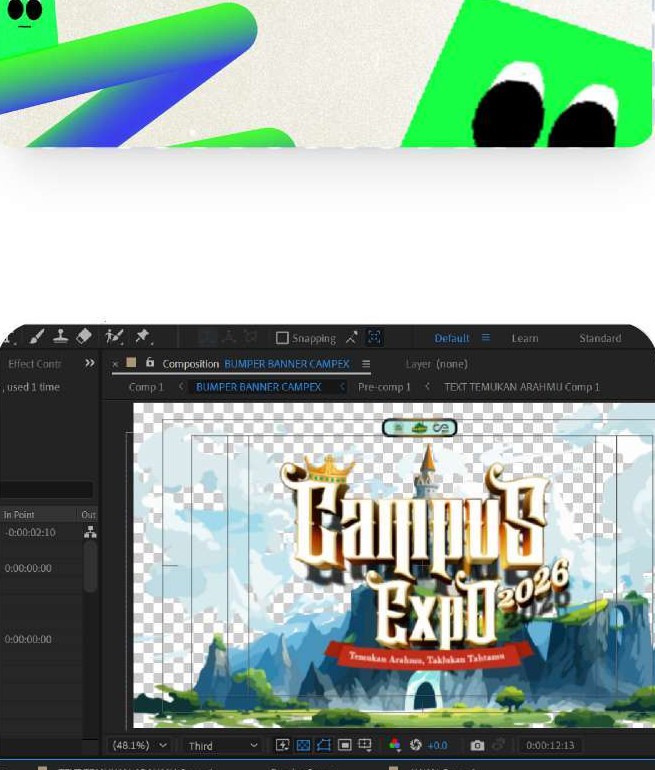 Snapping
Default
Learn
Standard
Effect Contr
Composition BUMPER BANNER CAMPEX
Layer (none)
, used 1 time
Comp 1 < BUMPER BANNER CAMPEX < Pre-comp 1 < TEXT TEMUKAN ARAHMU Comp 1
CampuS
ExpO 2026
Temukan Arahmu, Taklukan Tahtamu
In Point
Out
-0:00:02:10
0:00:00:00
0:00:00:00
(48.1%)
Third
+0.0
0:00:12:13